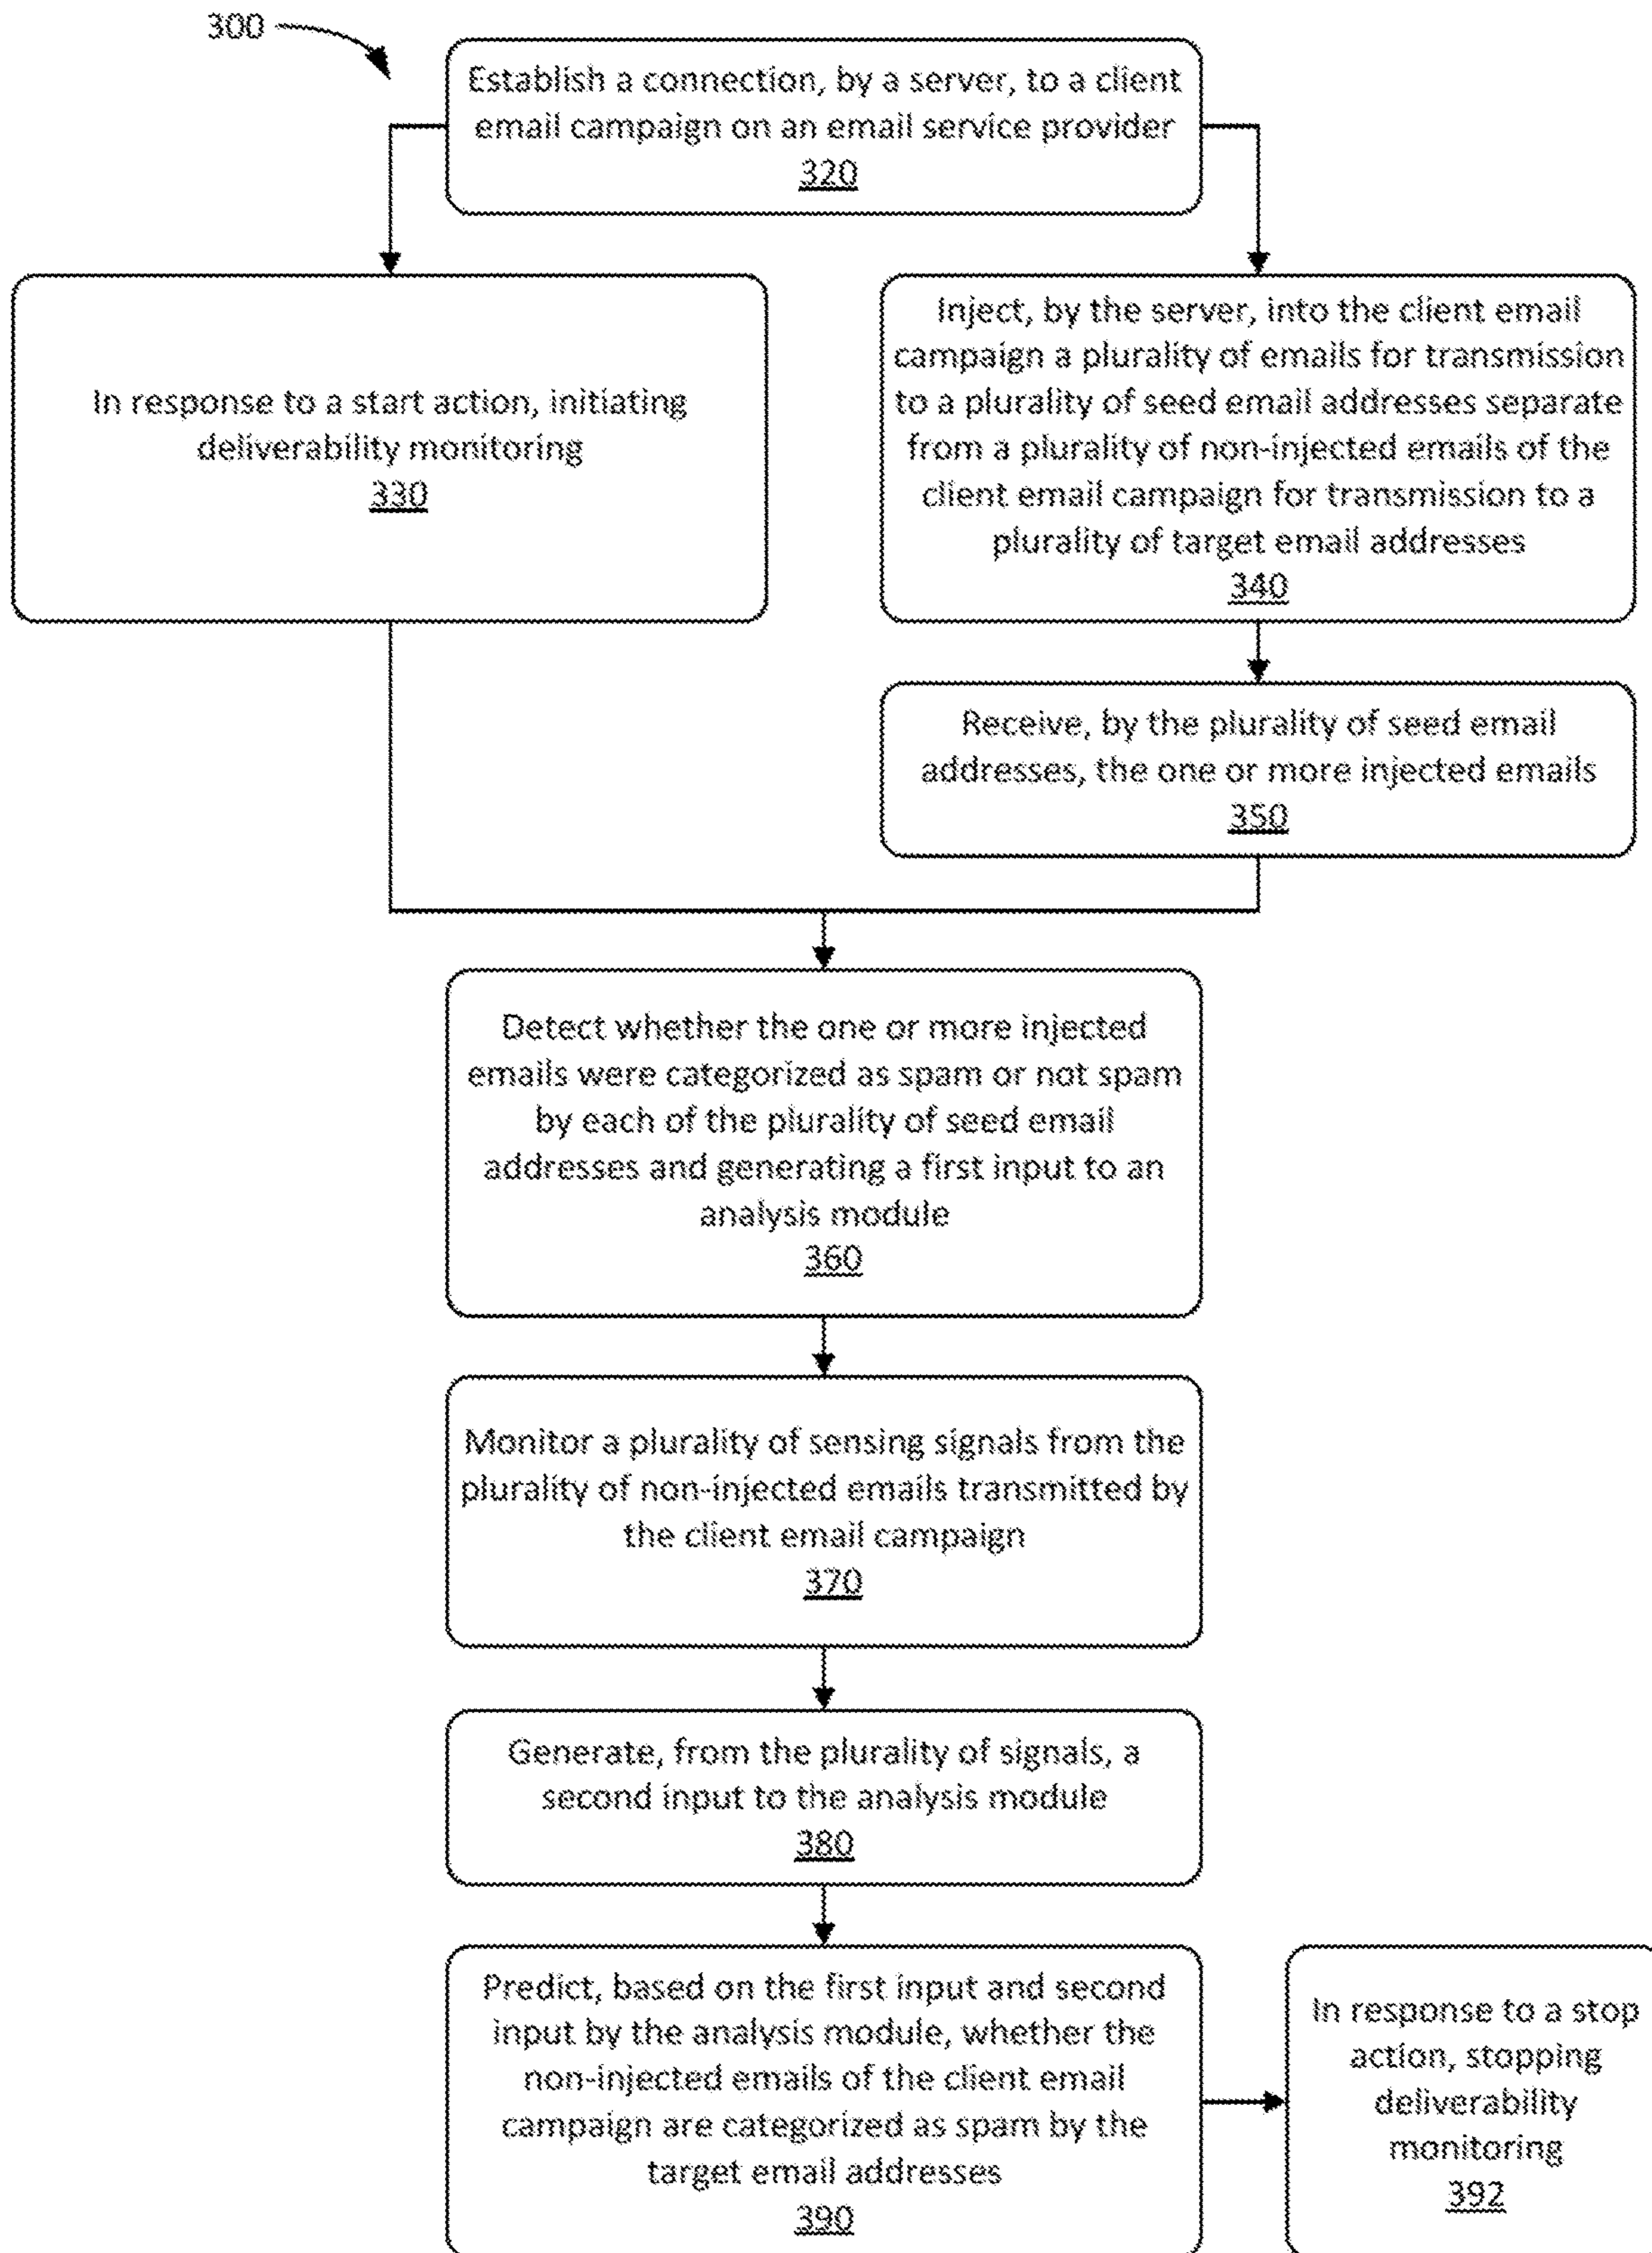 300
Establish a connection, by a server, to a client
email campaign on an email service provider
320
In response to a start action, initiating
deliverability monitoring
330
Inject, by the server, into the client email
campaign a plurality of emails for transmission
to a plurality of seed email addresses separate
from a plurality of non-injected emails of the
client email campaign for transmission to a
plurality of target email addresses
340
Receive, by the plurality of seed email
addresses, the one or more injected emails
350
Detect whether the one or more injected
emails were categorized as spam or not spam
by each of the plurality of seed email
addresses and generating a first input to an
analysis module
360
Monitor a plurality of sensing signals from the
plurality of non-injected emails transmitted by
the client email campaign
370
Generate, from the plurality of signals, a
second input to the analysis module
380
Predict, based on the first input and second
input by the analysis module, whether the
non-injected emails of the client email
campaign are categorized as spam by the
target email addresses
390
In response to a stop
action, stopping
deliverability
monitoring
392